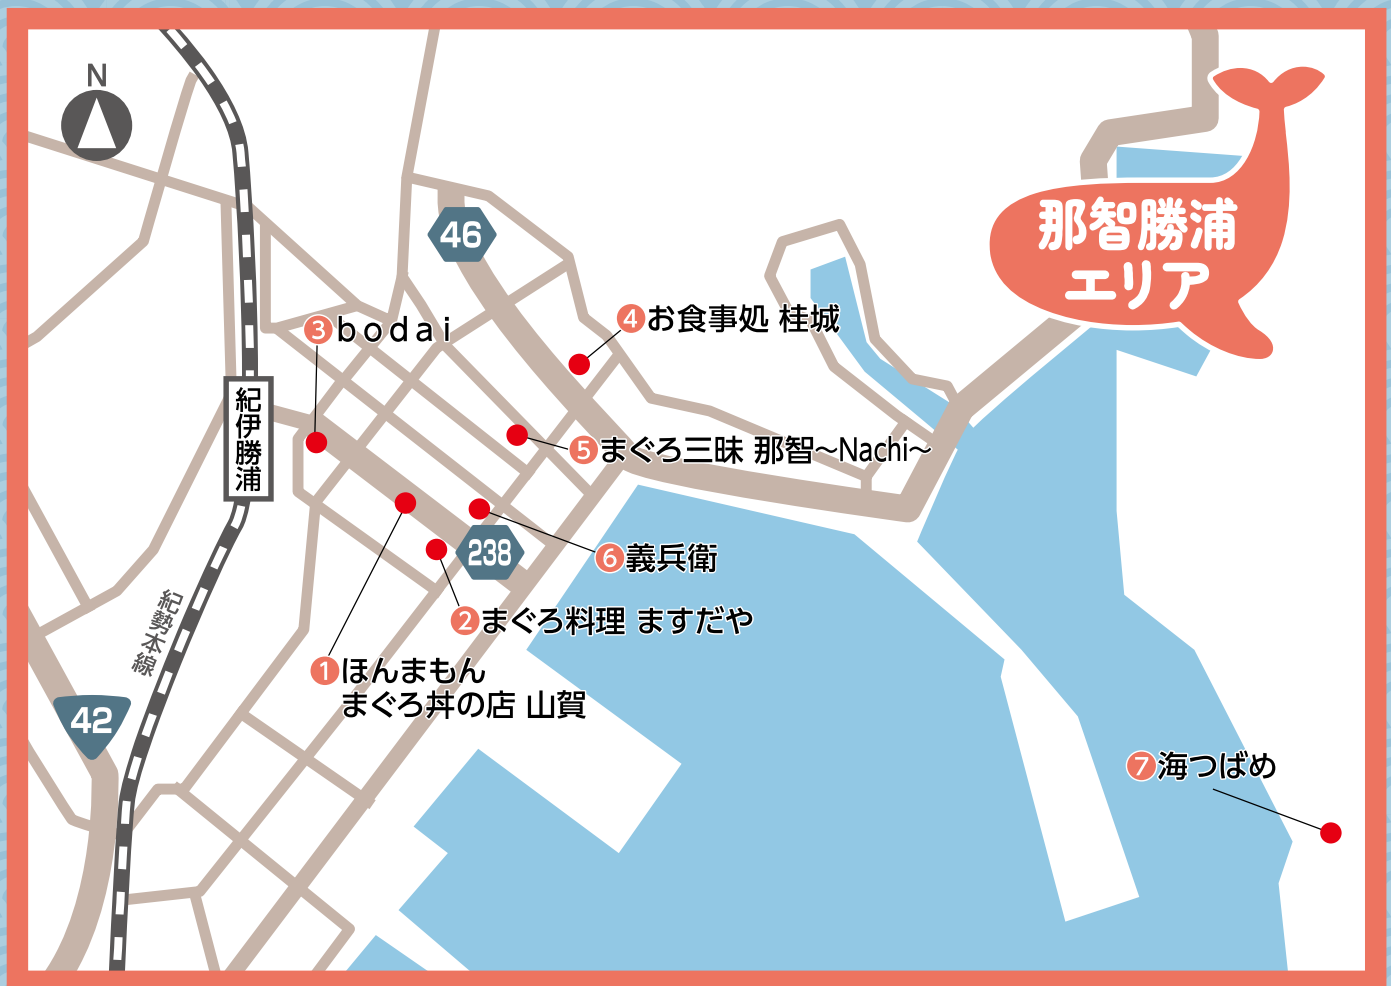 N
那智勝浦
エリア
46
④お食事処 桂城
③bodai
紀伊勝浦
⑤まぐろ三昧 那智～Nachi～
238
⑥義兵衛
②まぐろ料理 ますだや
紀勢本線
①ほんまもん
まぐろ丼の店 山賀
42
⑦海つばめ